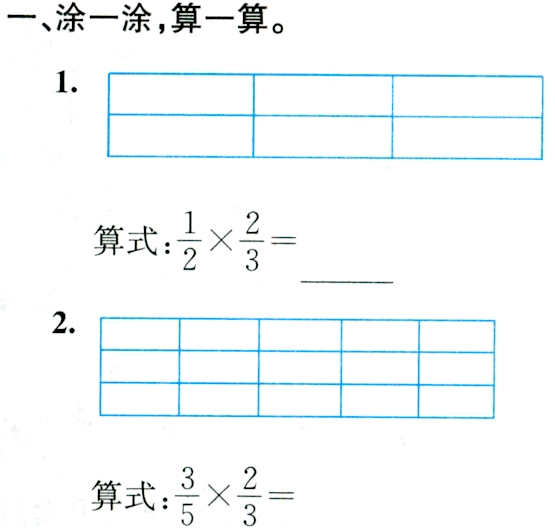 一、涂一涂,算一算。
1.
算式:1/2×2/3=____
2.
算式:3/5×2/3=